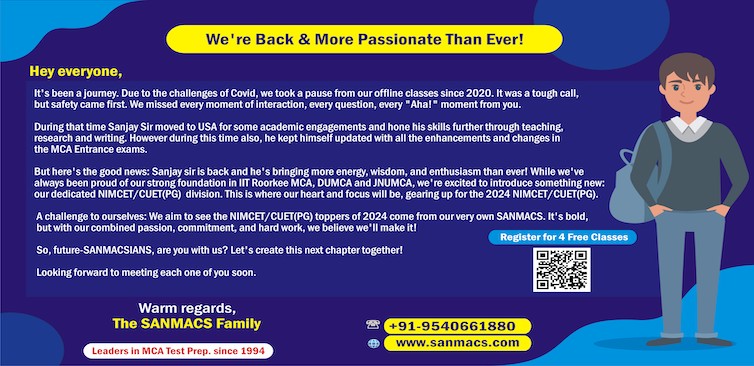 We're Back & More Passionate Than Ever!
Hey everyone,
It's been a journey. Due to the challenges of Covid, we took a pause from our offline classes since 2020. It was a tough call,
but safety came first. We missed every moment of interaction, every question, every "Aha!" moment from you.
During that time Sanjay Sir moved to USA for some academic engagements and hone his skills further through teaching,
research and writing. However during this time also, he kept himself updated with all the enhancements and changes in
the MCA Entrance exams.
But here's the good news: Sanjay sir is back and he's bringing more energy, wisdom, and enthusiasm than ever! While we've
always been proud of our strong foundation in IIT Roorkee MCA, DUMCA and JNUMCA, we're excited to introduce something new:
our dedicated NIMCET/CUET(PG) division. This is where our heart and focus will be, gearing up for the 2024 NIMCET/CUET(PG).
A challenge to ourselves: We aim to see the NIMCET/CUET(PG) toppers of 2024 come from our very own SANMACS. It's bold,
but with our combined passion, commitment, and hard work, we believe we'll make it!
So, future-SANMACSIANS, are you with us? Let's create this next chapter together!
Looking forward to meeting each one of you soon.
Register for 4 Free Classes
Warm regards,
The SANMACS Family
Leaders in MCA Test Prep. since 1994
+91-9540661880
www.sanmacs.com